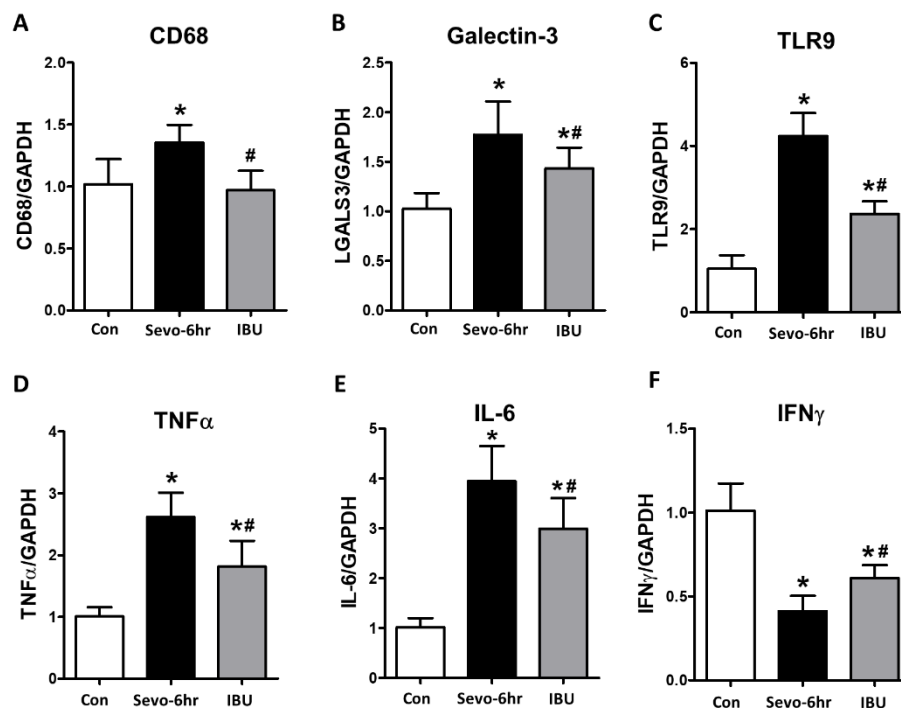 A
CD68
CD68/GAPDH
2.0
1.5
1.0
0.5
0.0
*
#
Con
Sevo-6hr
IBU
B
Galectin-3
LGALS3/GAPDH
2.5
2.0
1.5
1.0
0.5
0.0
*
*#
Con
Sevo-6hr
IBU
C
TLR9
TLR9/GAPDH
6
4
2
0
*
*#
Con
Sevo-6hr
IBU
D
TNFα
TNFα/GAPDH
4
3
2
1
0
*
*#
Con
Sevo-6hr
IBU
E
IL-6
IL-6/GAPDH
5
4
3
2
1
0
*
*#
Con
Sevo-6hr
IBU
F
IFNγ
IFNγ/GAPDH
1.5
1.0
0.5
0.0
*
*#
Con
Sevo-6hr
IBU